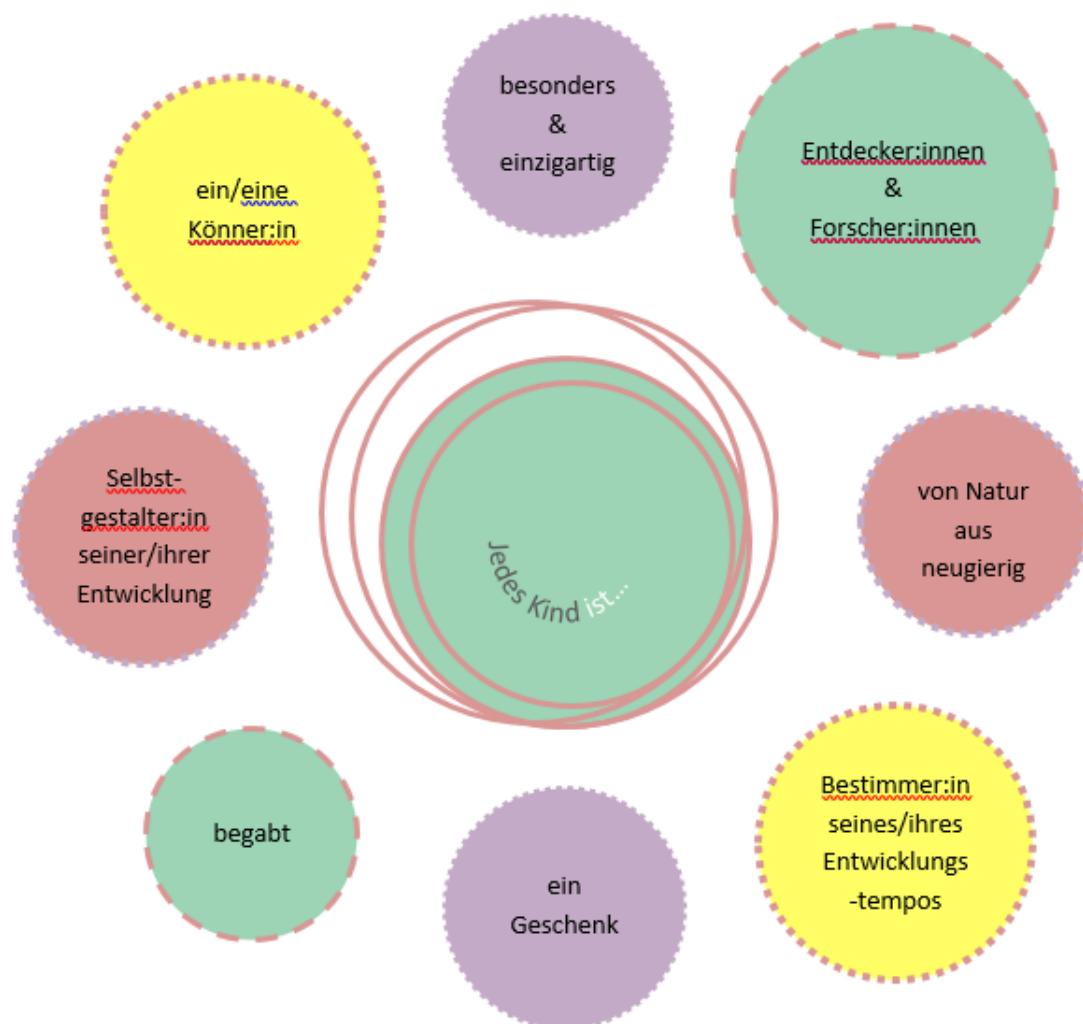 besonders
&
einzigartig
Entdecker:innen
&
Forscher:innen
ein/eine
Könner:in
Selbst-
gestalter:in
seiner/ihrer
Entwicklung
von Natur
aus
neugierig
Jedes Kind ist...
Bestimmer:in
seines/ihres
Entwicklungs
-tempos
begabt
ein
Geschenk